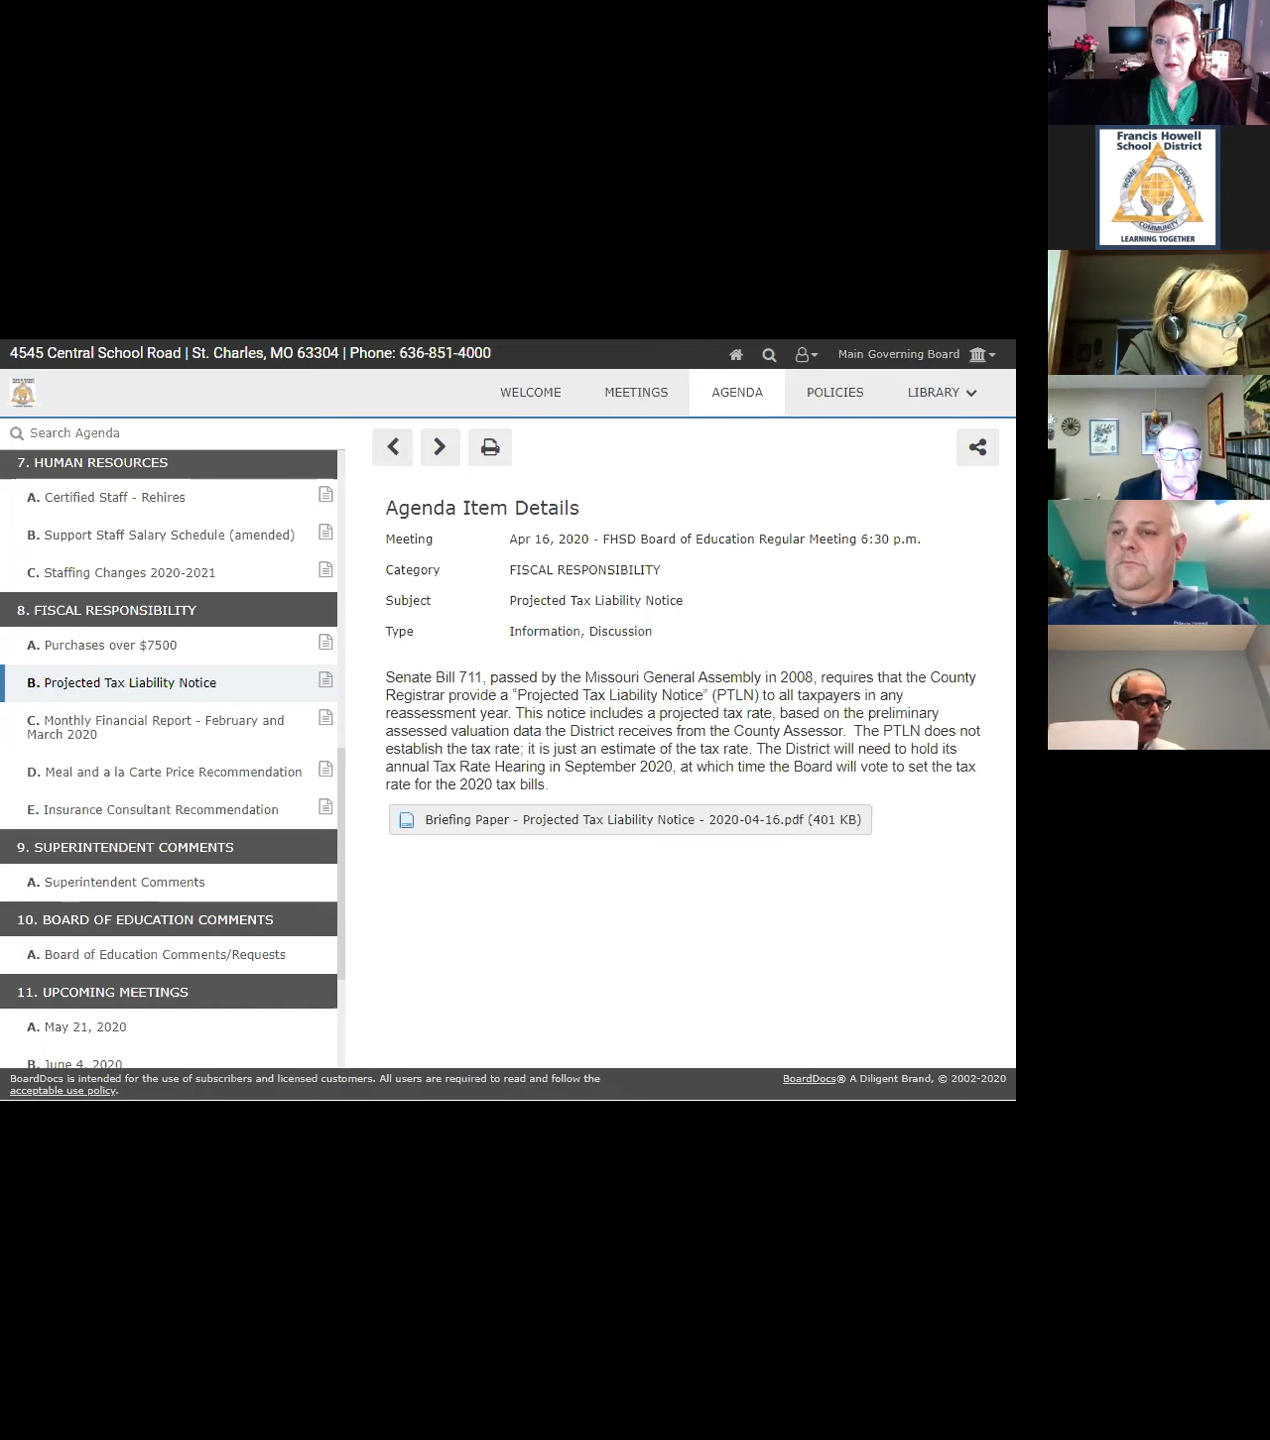 Francis Howell
School District
HOME
SCHOOL
COMMUNITY
LEARNING TOGETHER
4545 Central School Road | St. Charles, MO 63304 | Phone: 636-851-4000
Main Governing Board
WELCOME
MEETINGS
AGENDA
POLICIES
LIBRARY
Search Agenda
7. HUMAN RESOURCES
A. Certified Staff - Rehires
B. Support Staff Salary Schedule (amended)
C. Staffing Changes 2020-2021
8. FISCAL RESPONSIBILITY
A. Purchases over $7500
B. Projected Tax Liability Notice
C. Monthly Financial Report - February and
March 2020
D. Meal and a la Carte Price Recommendation
E. Insurance Consultant Recommendation
9. SUPERINTENDENT COMMENTS
A. Superintendent Comments
10. BOARD OF EDUCATION COMMENTS
A. Board of Education Comments/Requests
11. UPCOMING MEETINGS
A. May 21, 2020
B. June 4, 2020
Agenda Item Details
Meeting Apr 16, 2020 - FHSD Board of Education Regular Meeting 6:30 p.m.
Category FISCAL RESPONSIBILITY
Subject Projected Tax Liability Notice
Type Information, Discussion
Senate Bill 711, passed by the Missouri General Assembly in 2008, requires that the County
Registrar provide a “Projected Tax Liability Notice” (PTLN) to all taxpayers in any
reassessment year. This notice includes a projected tax rate, based on the preliminary
assessed valuation data the District receives from the County Assessor. The PTLN does not
establish the tax rate; it is just an estimate of the tax rate. The District will need to hold its
annual Tax Rate Hearing in September 2020, at which time the Board will vote to set the tax
rate for the 2020 tax bills.
Briefing Paper - Projected Tax Liability Notice - 2020-04-16.pdf (401 KB)
BoardDocs is intended for the use of subscribers and licensed customers. All users are required to read and follow the
acceptable use policy.
BoardDocs® A Diligent Brand, © 2002-2020